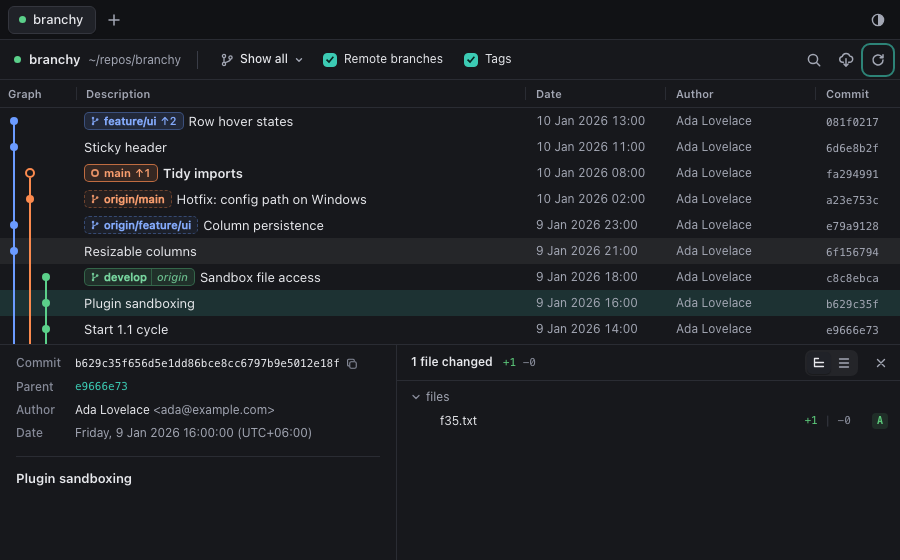 branchy
branchy ~/repos/branchy Show all Remote branches Tags
Graph Description Date Author Commit
feature/ui ↑2 Row hover states 10 Jan 2026 13:00 Ada Lovelace 081f0217
Sticky header 10 Jan 2026 11:00 Ada Lovelace 6d6e8b2f
main ↑1 Tidy imports 10 Jan 2026 08:00 Ada Lovelace fa294991
origin/main Hotfix: config path on Windows 10 Jan 2026 02:00 Ada Lovelace a23e753c
origin/feature/ui Column persistence 9 Jan 2026 23:00 Ada Lovelace e79a9128
Resizable columns 9 Jan 2026 21:00 Ada Lovelace 6f156794
develop origin Sandbox file access 9 Jan 2026 18:00 Ada Lovelace c8c8ebca
Plugin sandboxing 9 Jan 2026 16:00 Ada Lovelace b629c35f
Start 1.1 cycle 9 Jan 2026 14:00 Ada Lovelace e9666e73
Commit b629c35f656d5e1dd86bce8cc6797b9e5012e18f
Parent e9666e73
Author Ada Lovelace <ada@example.com>
Date Friday, 9 Jan 2026 16:00:00 (UTC+06:00)
Plugin sandboxing
1 file changed +1 −0
files
f35.txt +1 −0 A